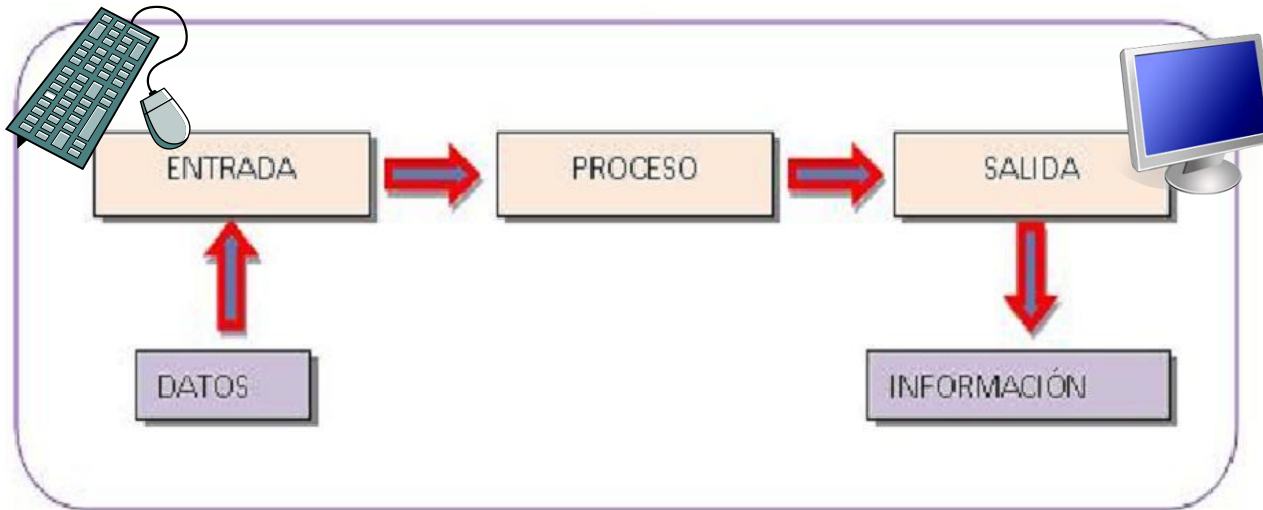 ENTRADA
PROCESO
SALIDA
DATOS
INFORMACIÓN